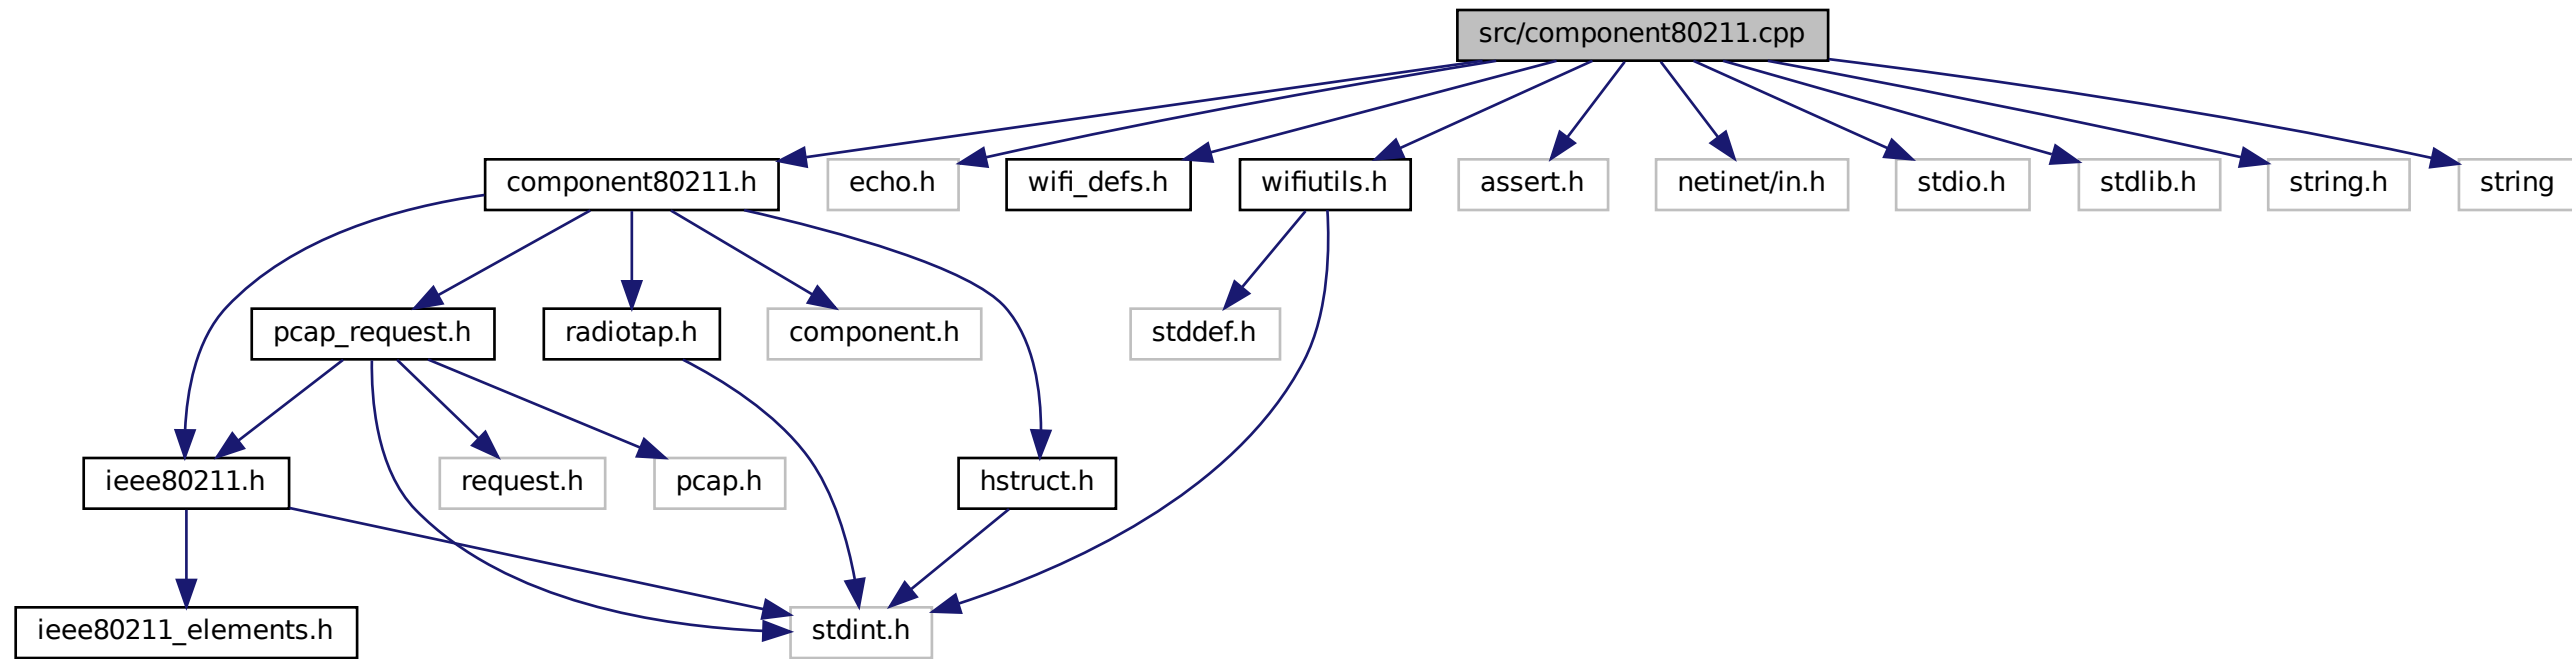 src/component80211.cpp
component80211.h
echo.h
wifi_defs.h
wifiutils.h
assert.h
netinet/in.h
stdio.h
stdlib.h
string.h
string
pcap_request.h
radiotap.h
component.h
stddef.h
ieee80211.h
request.h
pcap.h
hstruct.h
ieee80211_elements.h
stdint.h